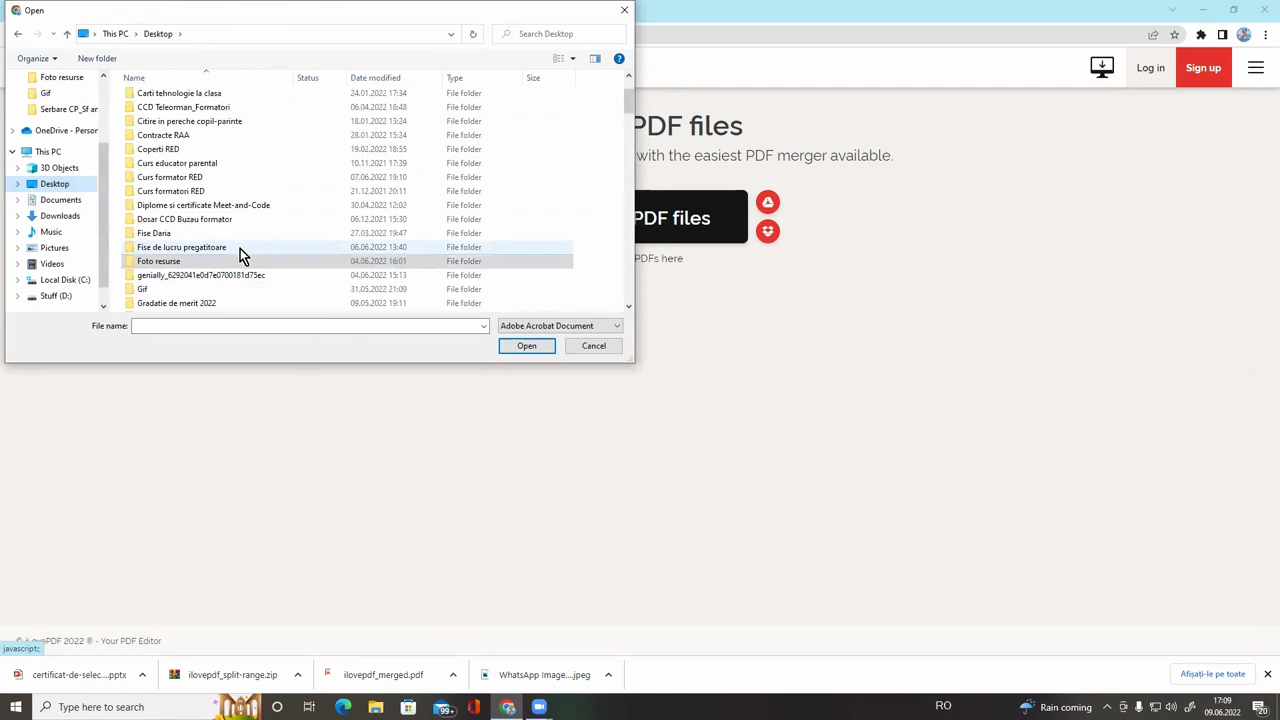 Open
This PC > Desktop >
Search Desktop
Organize
New folder
Name
Status
Date modified
Type
Size
Foto resurse
Gif
Serbare CP_Sf an
OneDrive - Person
This PC
3D Objects
Desktop
Documents
Downloads
Music
Pictures
Videos
Local Disk (C:)
Stuff (D:)
Carti tehnologie la clasa 24.01.2022 17:34 File folder
CCD Teleorman_Formatori 06.04.2022 18:48 File folder
Citire in pereche copil-parinte 18.01.2022 13:24 File folder
Contracte RAA 28.01.2022 15:24 File folder
Coperti RED 19.02.2022 18:55 File folder
Curs educator parental 10.11.2021 17:39 File folder
Curs formator RED 07.06.2022 19:10 File folder
Curs formatori RED 21.12.2021 20:11 File folder
Diplome si certificate Meet-and-Code 30.04.2022 12:02 File folder
Dosar CCD Buzau formator 06.12.2021 15:30 File folder
Fise Daria 27.03.2022 19:47 File folder
Fise de lucru pregatitoare 06.06.2022 13:40 File folder
Foto resurse 04.06.2022 16:01 File folder
genially_6292041e0d7e0700181d75ec 04.06.2022 15:13 File folder
Gif 31.05.2022 21:09 File folder
Gradatie de merit 2022 09.05.2022 19:11 File folder
File name:
Adobe Acrobat Document
Open
Cancel
Log in
Sign up
PDF files
with the easiest PDF merger available.
PDF files
PDFs here
PDF 2022 ® - Your PDF Editor
javascript:;
certificat-de-selec....pptx
ilovepdf_split-range.zip
ilovepdf_merged.pdf
WhatsApp Image....jpeg
Afișați-le pe toate
Type here to search
99+
Rain coming
RO
17:09
09.06.2022
20